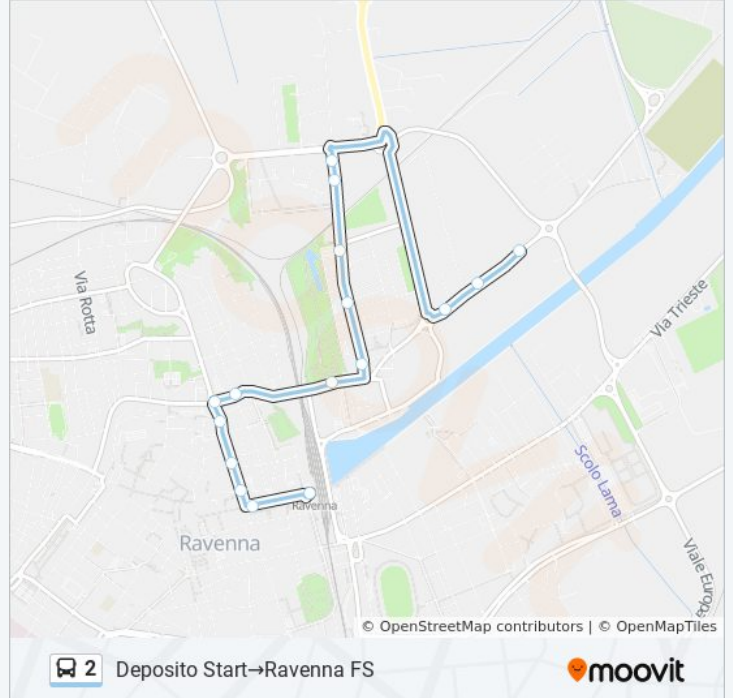 Via Rotta
Via Trieste
Scolo Lama
Ravenna
Ravenna
Viale Europa
© OpenStreetMap contributors | © OpenMapTiles
2 Deposito Start→Ravenna FS
moovit